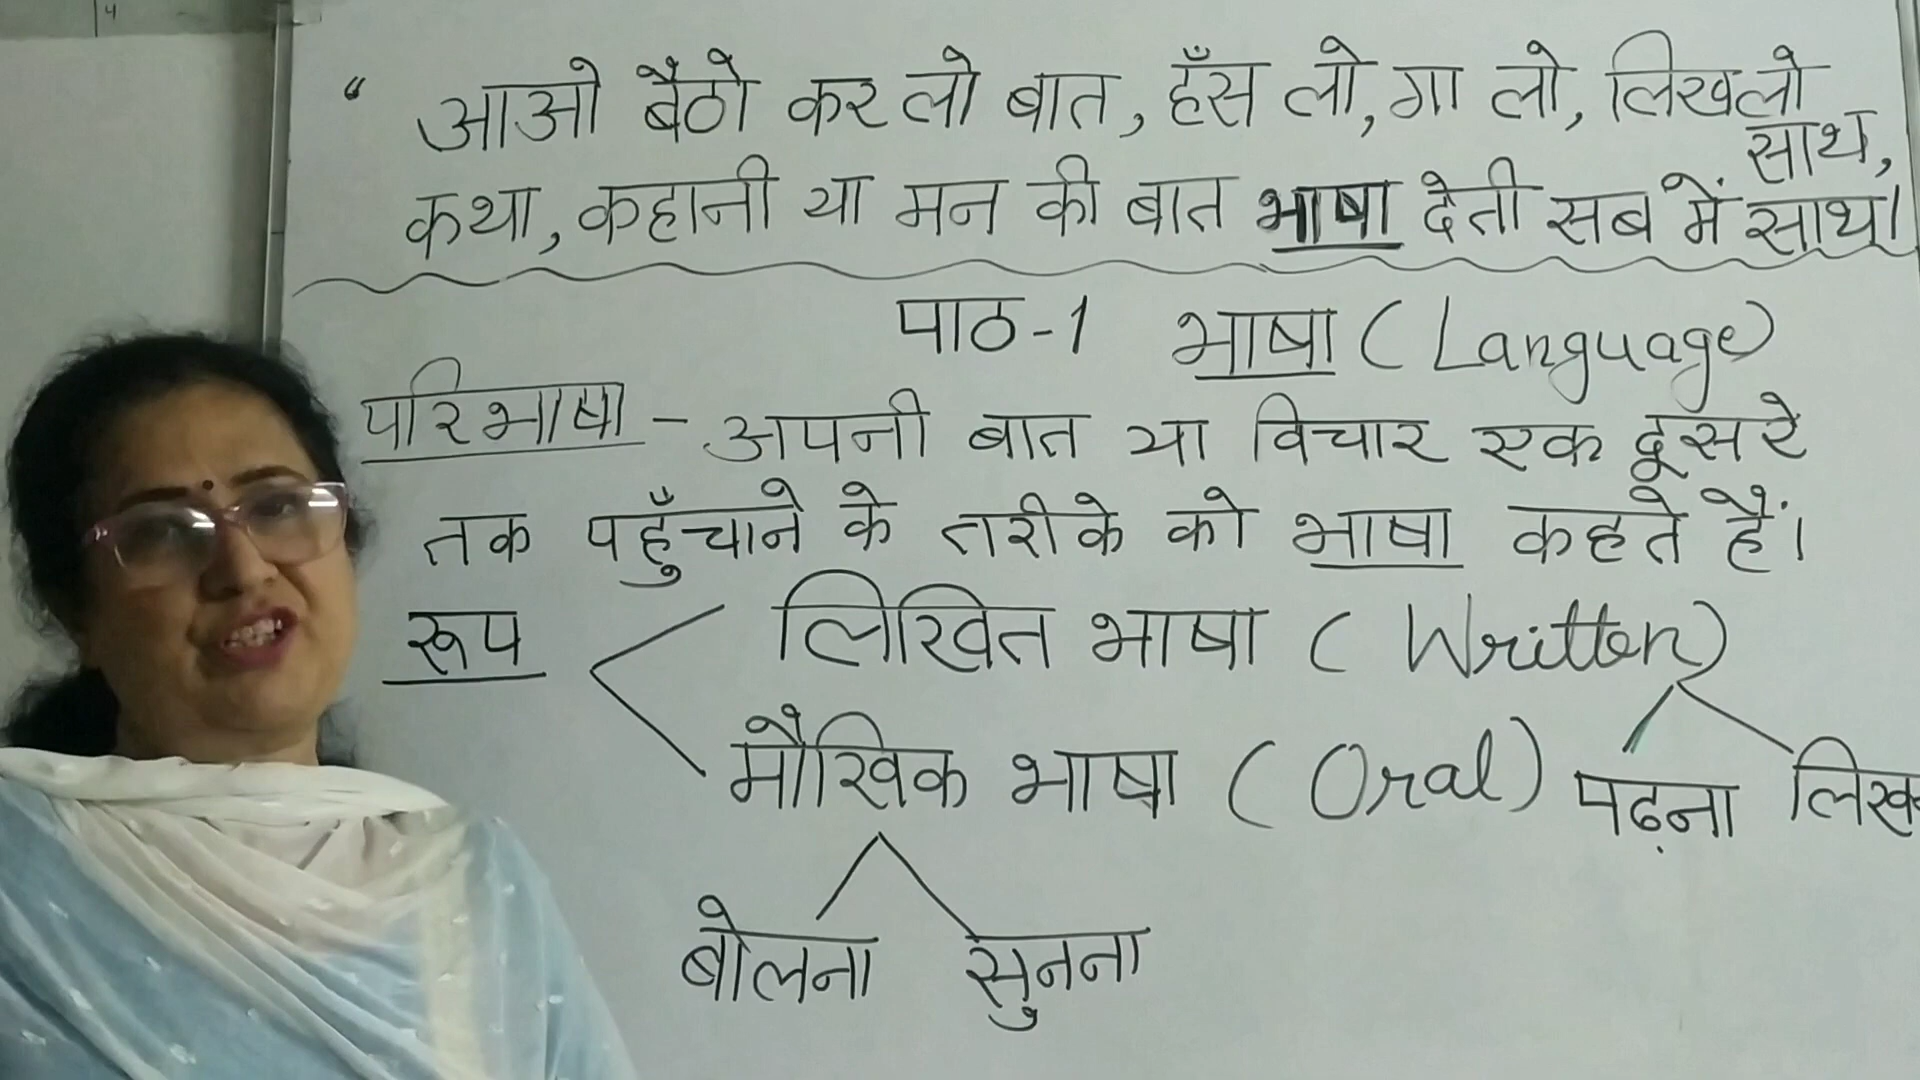 “ आओ बैठो कर लो बात, हँस लो, गा लो, लिखलो
साथ,
कथा, कहानी या मन की बात भाषा देती सब में साथ।
पाठ-1 भाषा (Language)
परिभाषा - अपनी बात या विचार एक दूसरे
तक पहुँचाने के तरीके को भाषा कहते हैं।
रूप लिखित भाषा (Written)
मौखिक भाषा (Oral) पढ़ना
बोलना सुनना